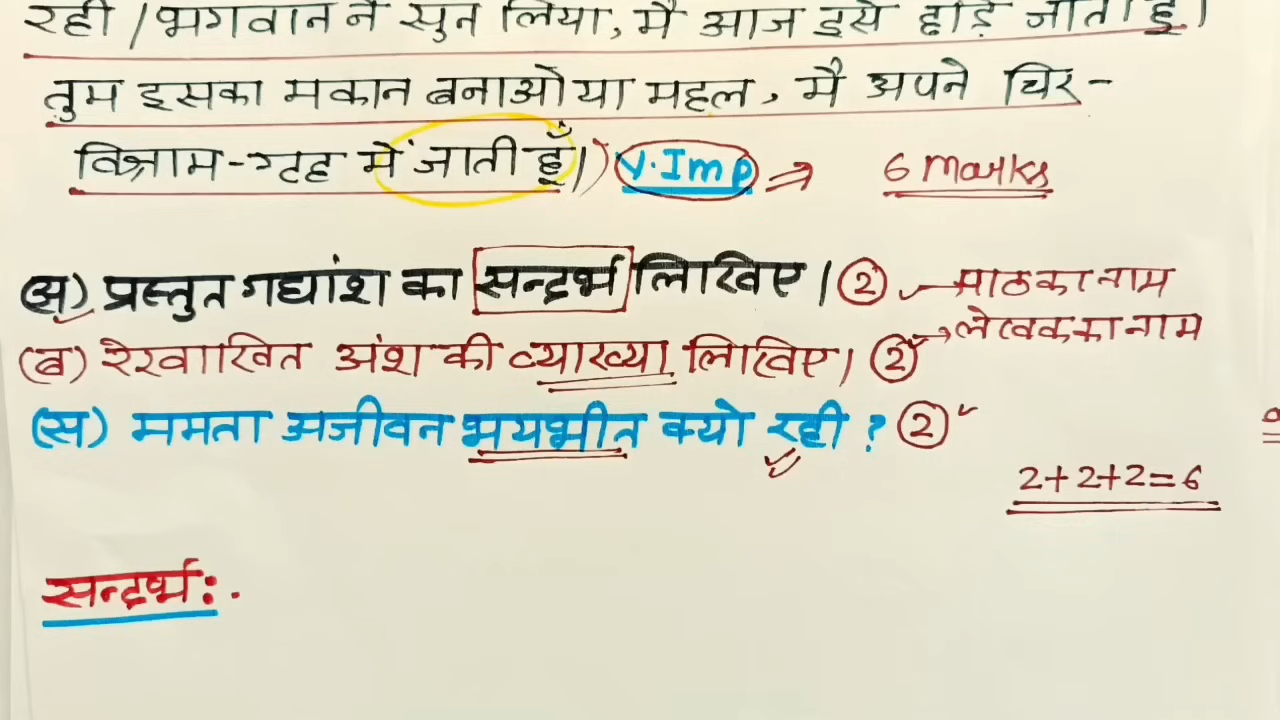 रही / भगवान ने सुन लिया, मैं आज इसे छोड़े जाती हूँ।
तुम इसका मकान बनाओ या महल, मै अपने चिर-
विश्राम-गृह में जाती हूँ।) V. Imp ⇒ 6 Marks
(अ) प्रस्तुत गद्यांश का सन्दर्भ लिखिए। ② पाठ का नाम
→ लेखक का नाम
(ब) रेखांखित अंश की व्याख्या लिखिए। ②
(स) ममता अजीवन भयभीत क्यो रही ? ②
2+2+2=6
सन्दर्भ:.